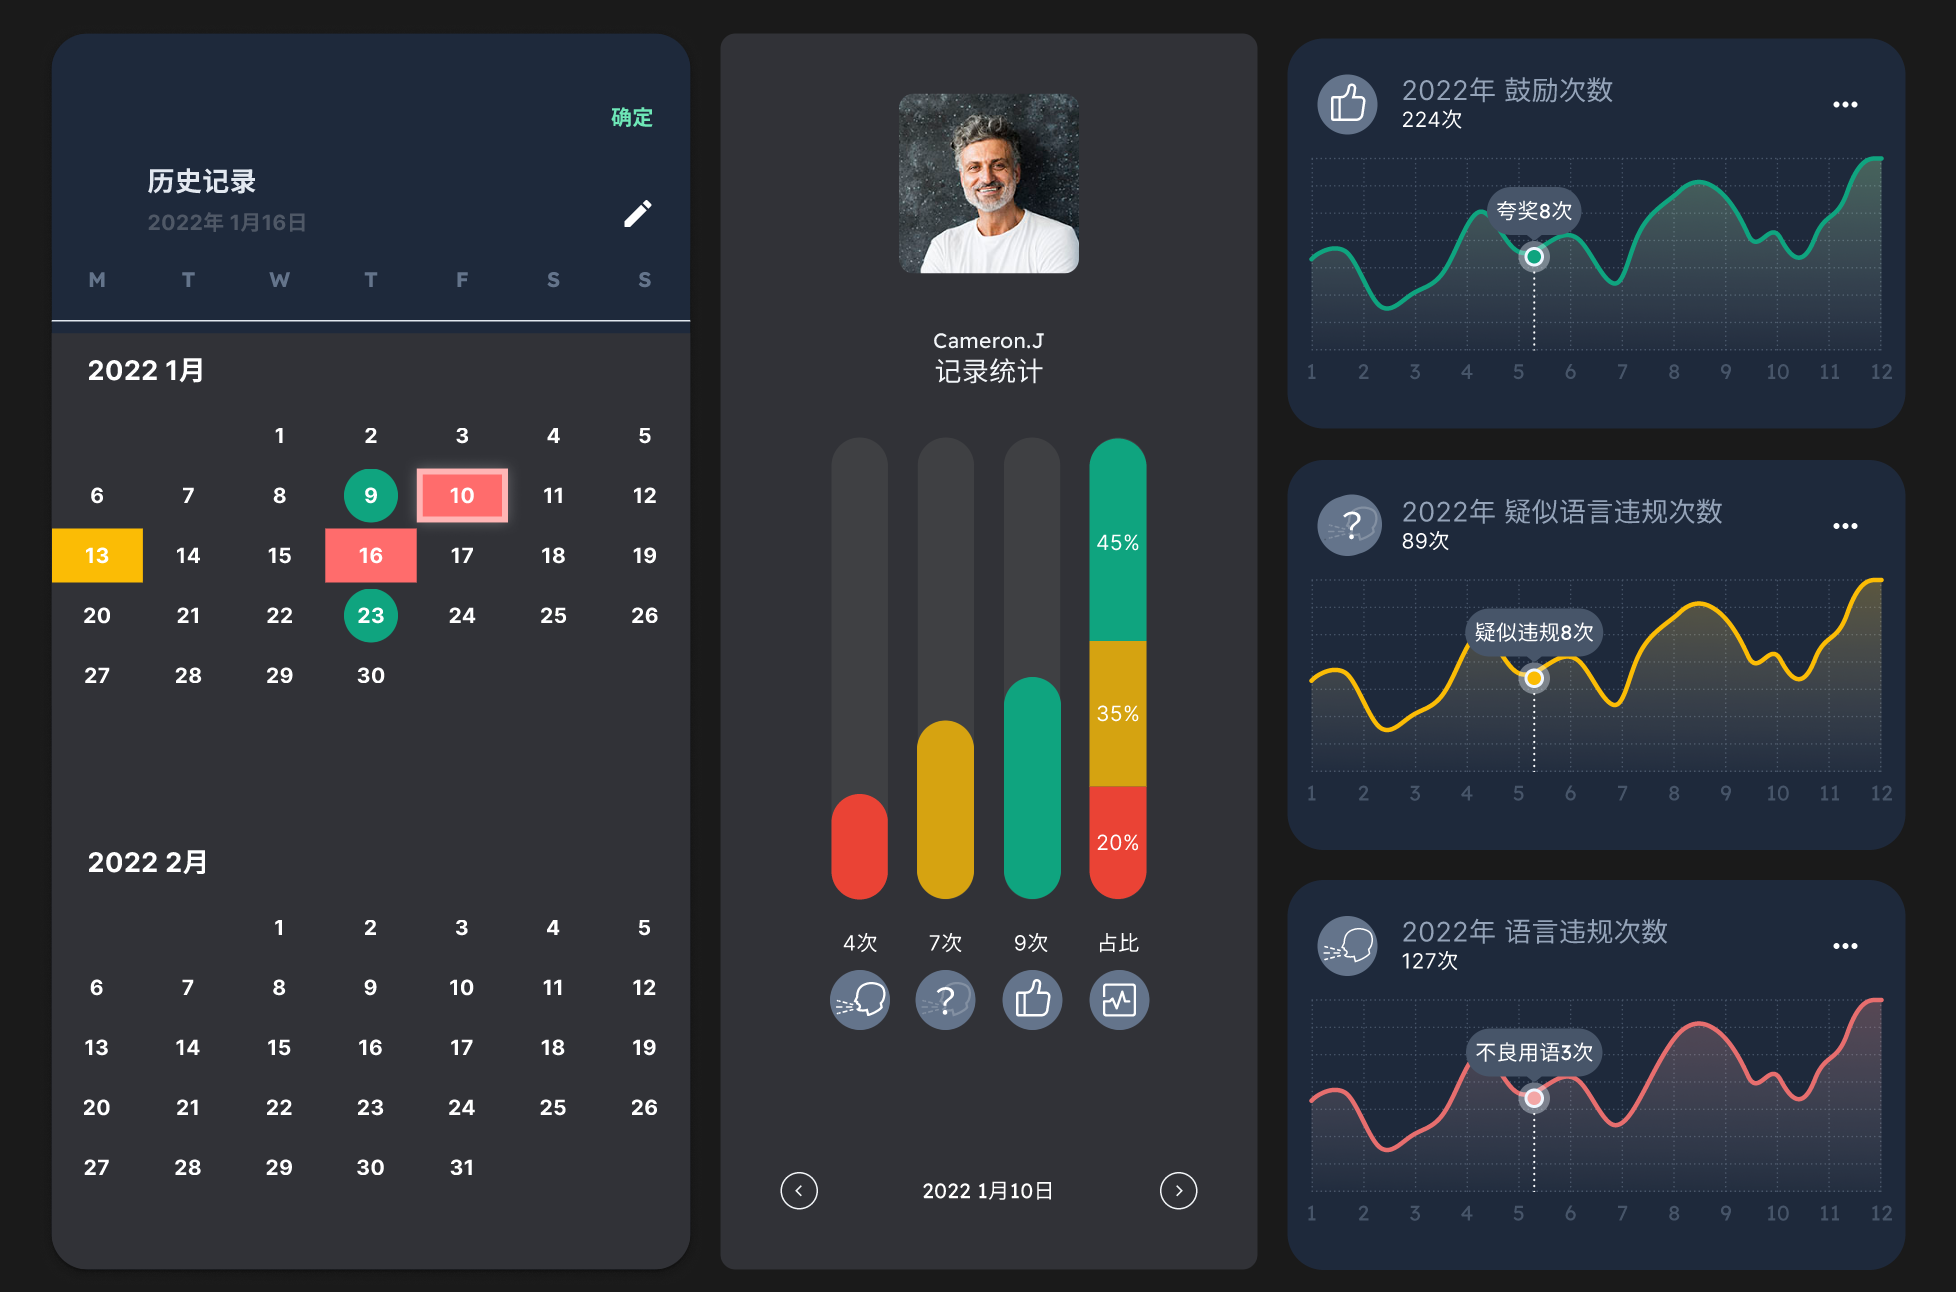 确定
历史记录
2022年 1月16日
M T W T F S S
2022 1月
1 2 3 4 5
6 7 8 9 10 11 12
13 14 15 16 17 18 19
20 21 22 23 24 25 26
27 28 29 30
2022 2月
1 2 3 4 5
6 7 8 9 10 11 12
13 14 15 16 17 18 19
20 21 22 23 24 25 26
27 28 29 30 31
Cameron.J
记录统计
45%
35%
20%
4次 7次 9次 占比
?
2022 1月10日
2022年 鼓励次数
224次
夸奖8次
1 2 3 4 5 6 7 8 9 10 11 12
?
2022年 疑似语言违规次数
89次
疑似违规8次
1 2 3 4 5 6 7 8 9 10 11 12
2022年 语言违规次数
127次
不良用语3次
1 2 3 4 5 6 7 8 9 10 11 12